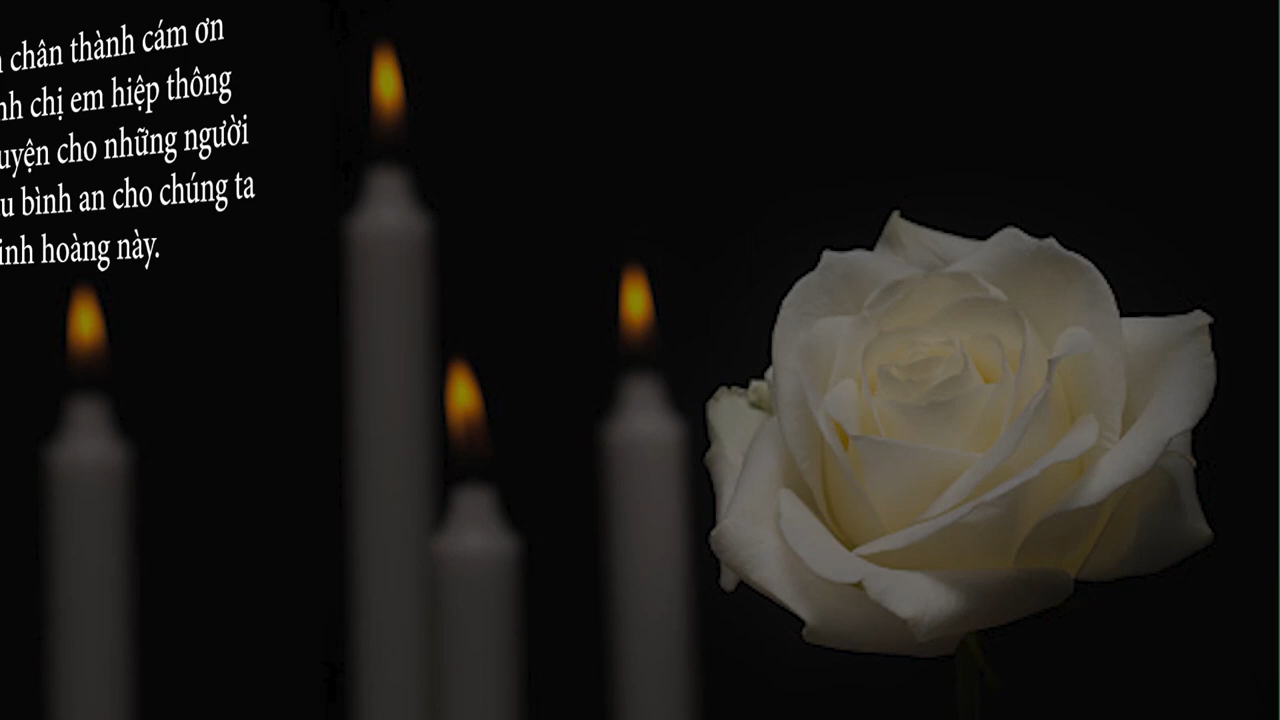 chân thành cám ơn
chị em hiệp thông
cho những người
bình an cho chúng ta
hoàng này.